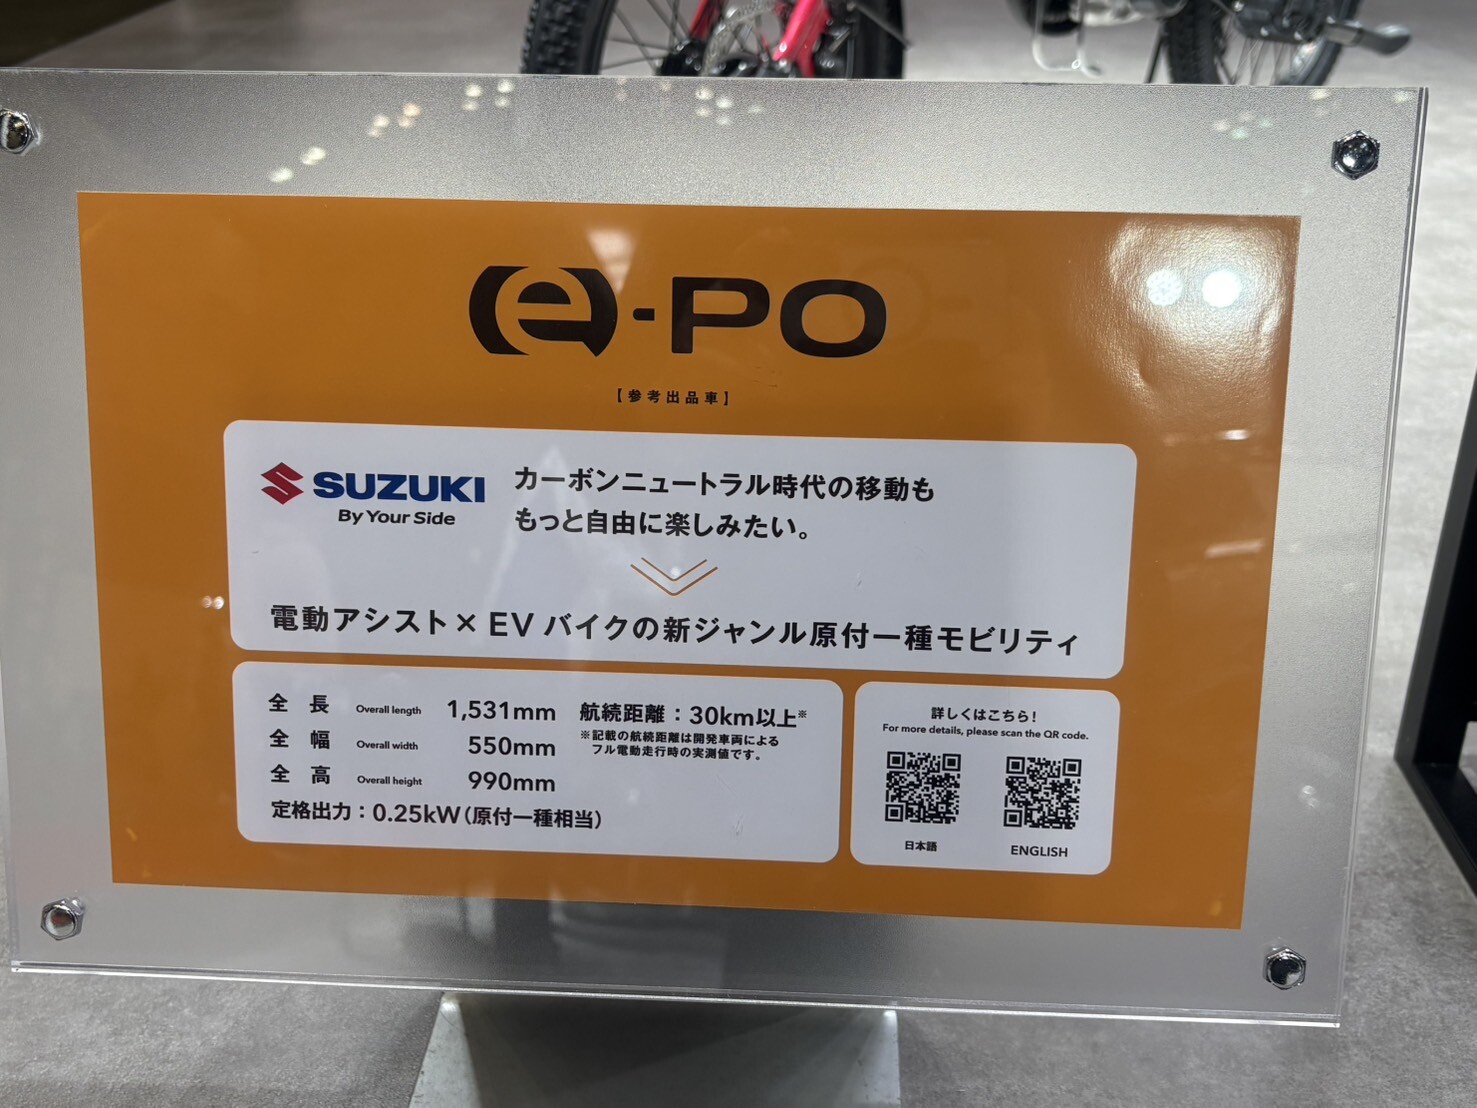 e-PO
【参考出品車】
SUZUKI
By Your Side
カーボンニュートラル時代の移動も
もっと自由に楽しみたい。
電動アシスト×EVバイクの新ジャンル原付一種モビリティ
全長 Overall length 1,531mm
全幅 Overall width 550mm
全高 Overall height 990mm
定格出力：0.25kW（原付一種相当）
航続距離：30km以上※
※記載の航続距離は開発車両による
フル電動走行時の実測値です。
詳しくはこちら！
For more details, please scan the QR code.
日本語
ENGLISH